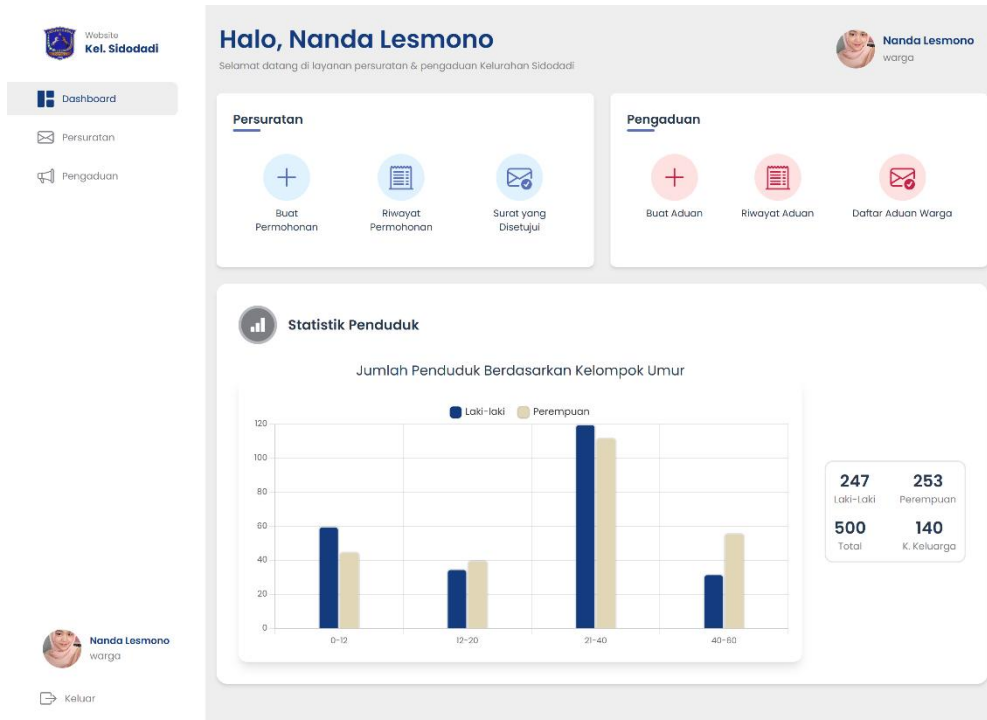 Website
Kel. Sidodadi
Dashboard
Persuratan
Pengaduan
Nanda Lesmono
warga
Keluar
Halo, Nanda Lesmono
Selamat datang di layanan persuratan & pengaduan Kelurahan Sidodadi
Nanda Lesmono
warga
Persuratan
Buat
Permohonan
Riwayat
Permohonan
Surat yang
Disetujui
Pengaduan
Buat Aduan
Riwayat Aduan
Daftar Aduan Warga
Statistik Penduduk
Jumlah Penduduk Berdasarkan Kelompok Umur
Laki-laki Perempuan
120
100
80
60
40
20
0
0-12 12-20 21-40 40-60
247 253
Laki-Laki Perempuan
500 140
Total K. Keluarga